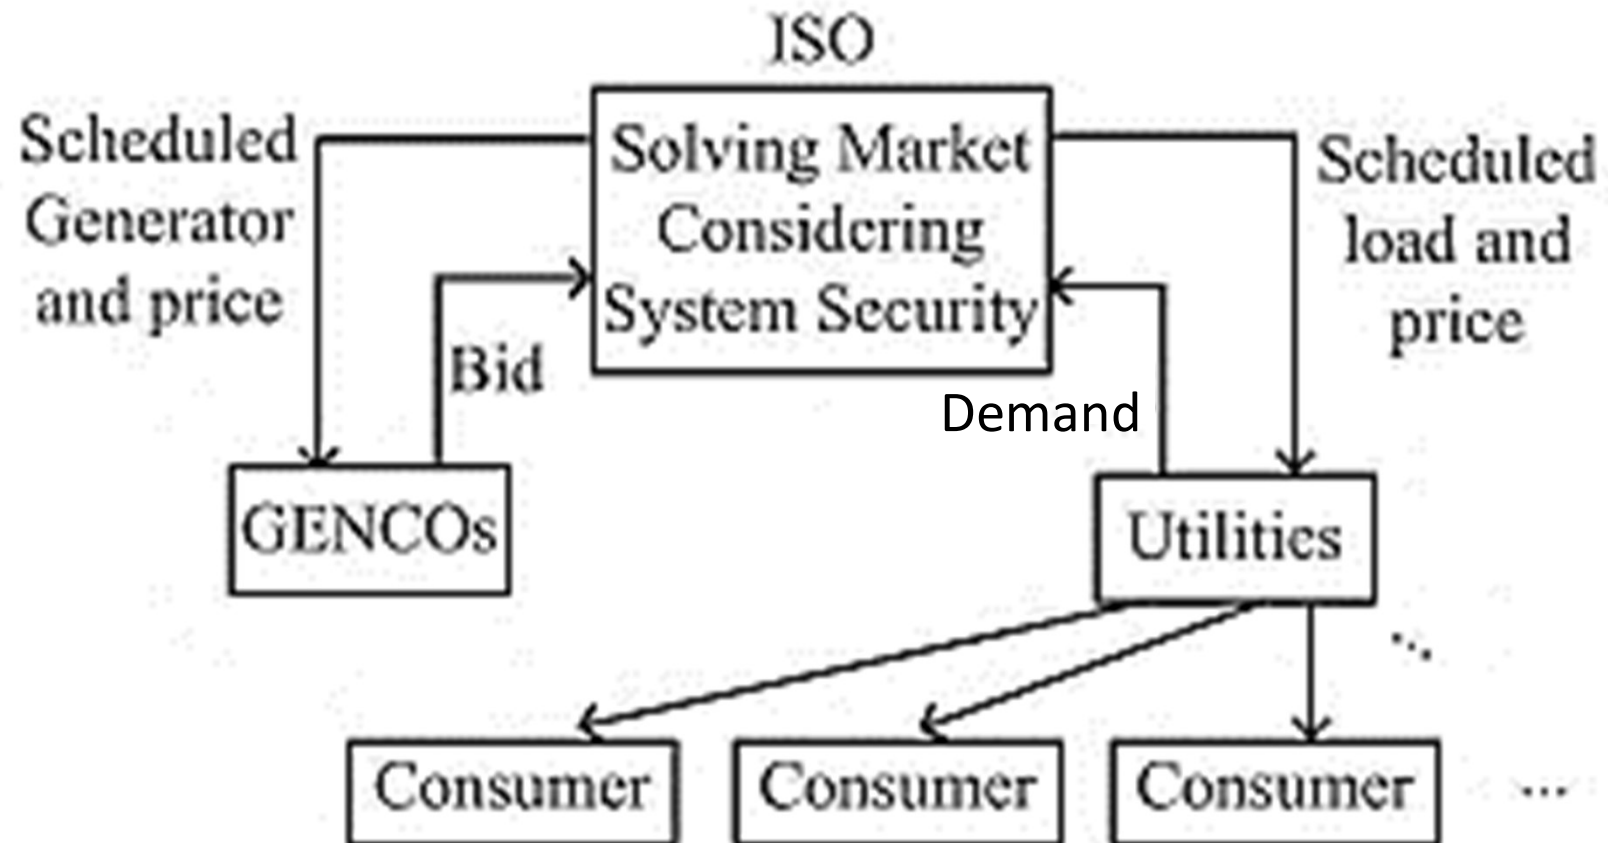 ISO
Scheduled
Generator
and price
Solving Market
Considering
System Security
Scheduled
load and
price
Bid
Demand
GENCOs
Utilities
Consumer
Consumer
Consumer
...